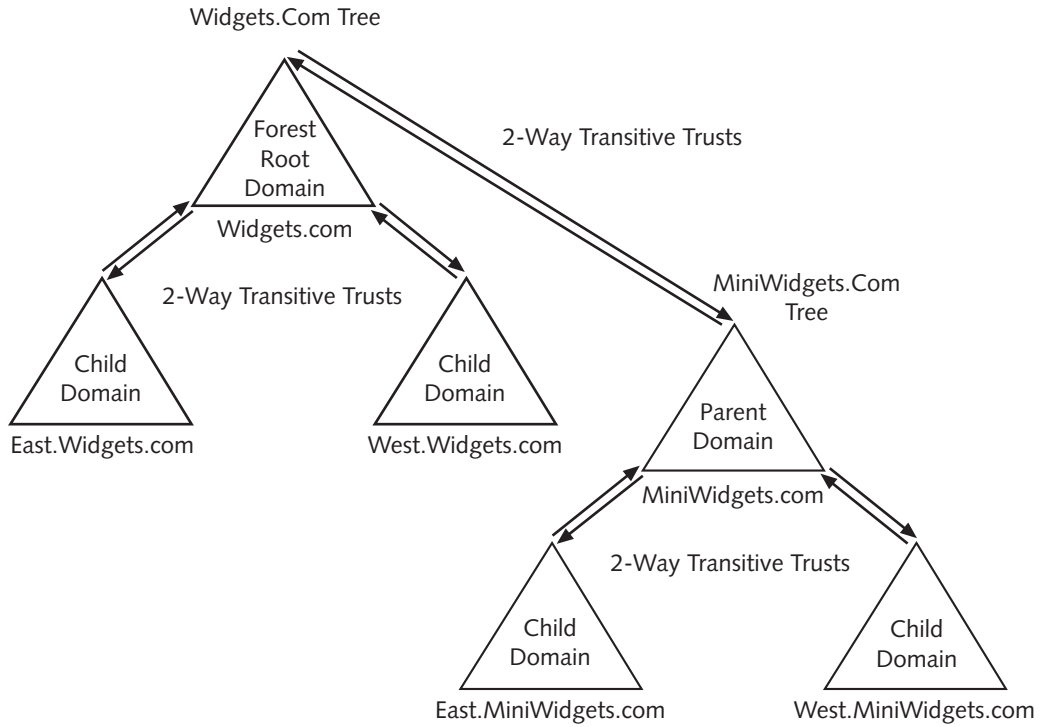 Widgets.Com Tree
Forest
Root
Domain
Widgets.com
2-Way Transitive Trusts
2-Way Transitive Trusts
Child
Domain
East.Widgets.com
Child
Domain
West.Widgets.com
MiniWidgets.Com
Tree
Parent
Domain
MiniWidgets.com
2-Way Transitive Trusts
Child
Domain
East.MiniWidgets.com
Child
Domain
West.MiniWidgets.com